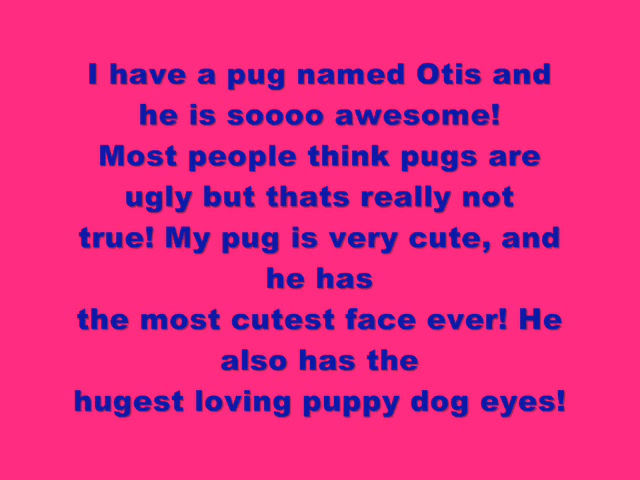 I have a pug named Otis and
he is soooo awesome!
Most people think pugs are
ugly but thats really not
true! My pug is very cute, and
he has
the most cutest face ever! He
also has the
hugest loving puppy dog eyes!